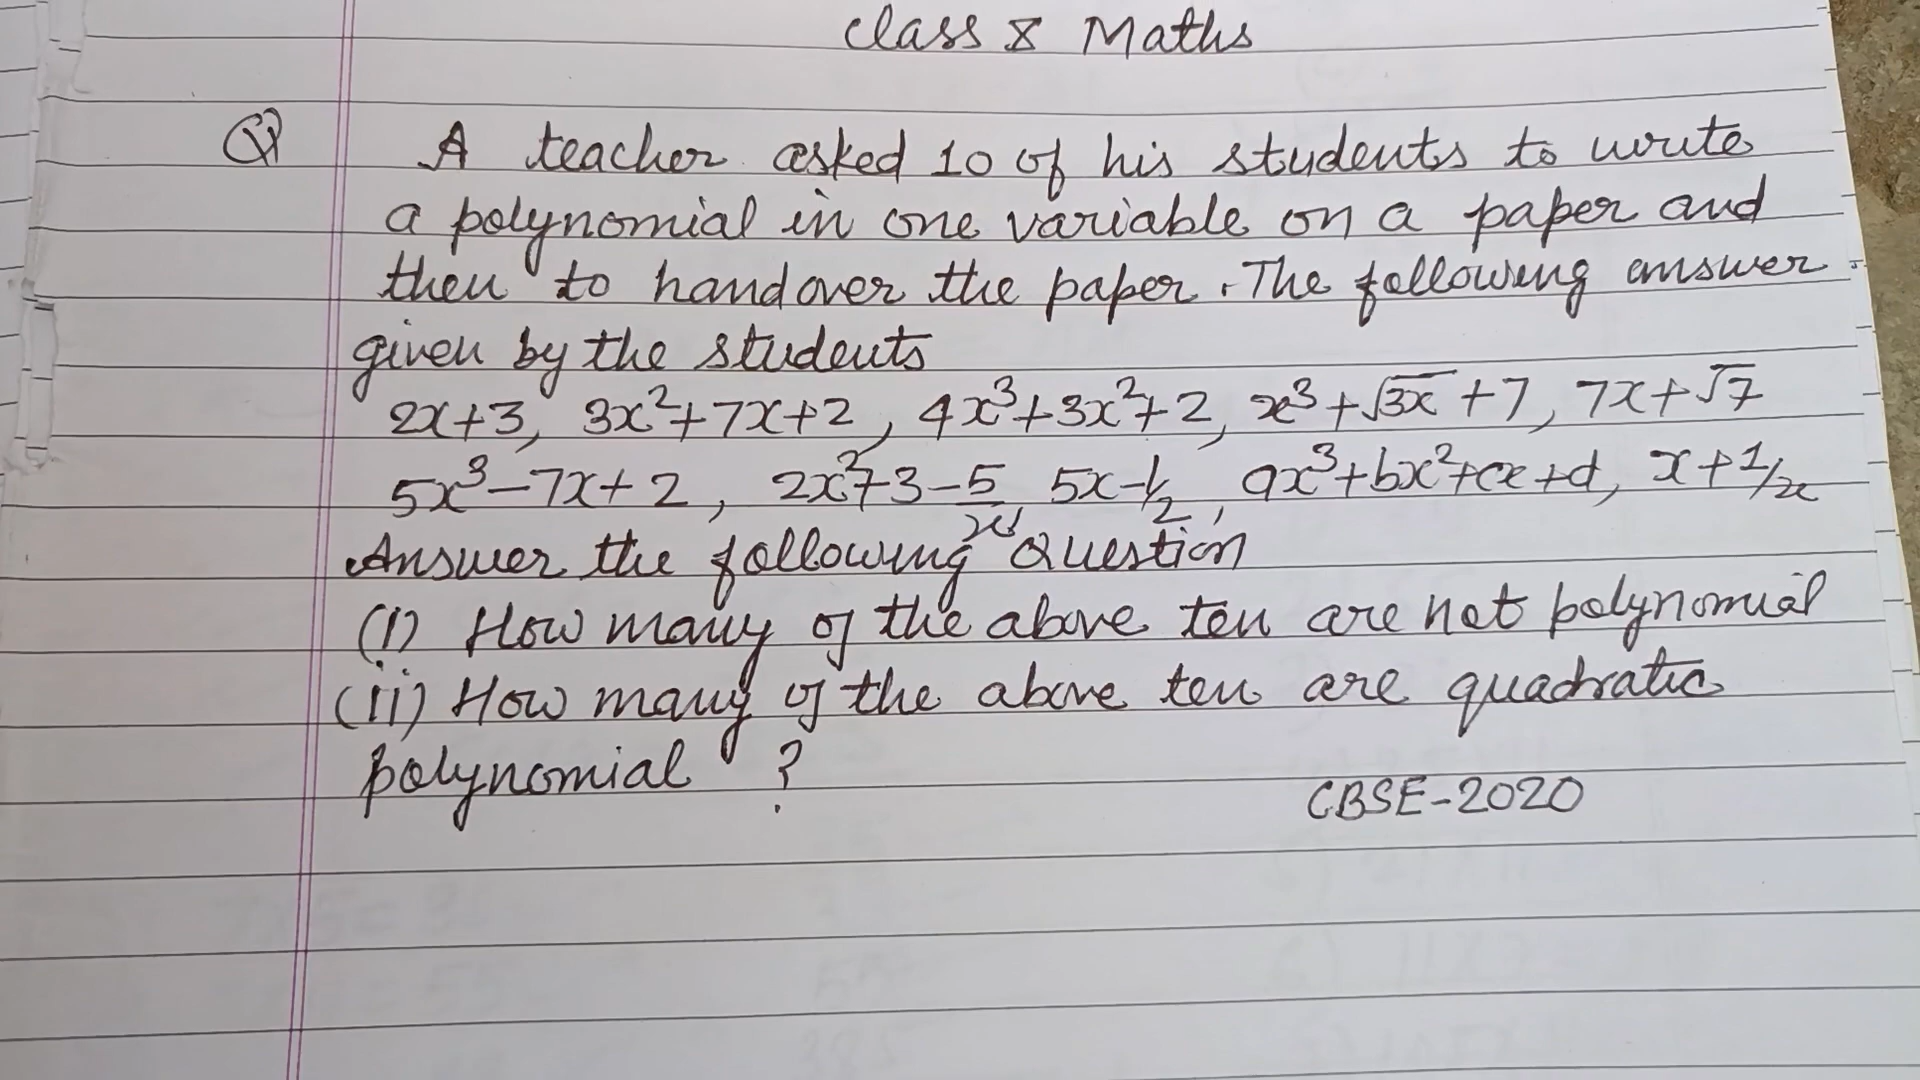 Class X Maths
Q A teacher asked 10 of his students to write
a polynomial in one variable on a paper and
then to handover the paper. The following answer
given by the students
2x+3, 3x²+7x+2, 4x³+3x²+2, x³+√3x+7, 7x+√7
5x³-7x+2, 2x²+3-5/x, 5x-1/2, ax³+bx²+cx+d, x+1/x
Answer the following Question
(i) How many of the above ten are not polynomial
(ii) How many of the above ten are quadratic
polynomial ?
CBSE-2020